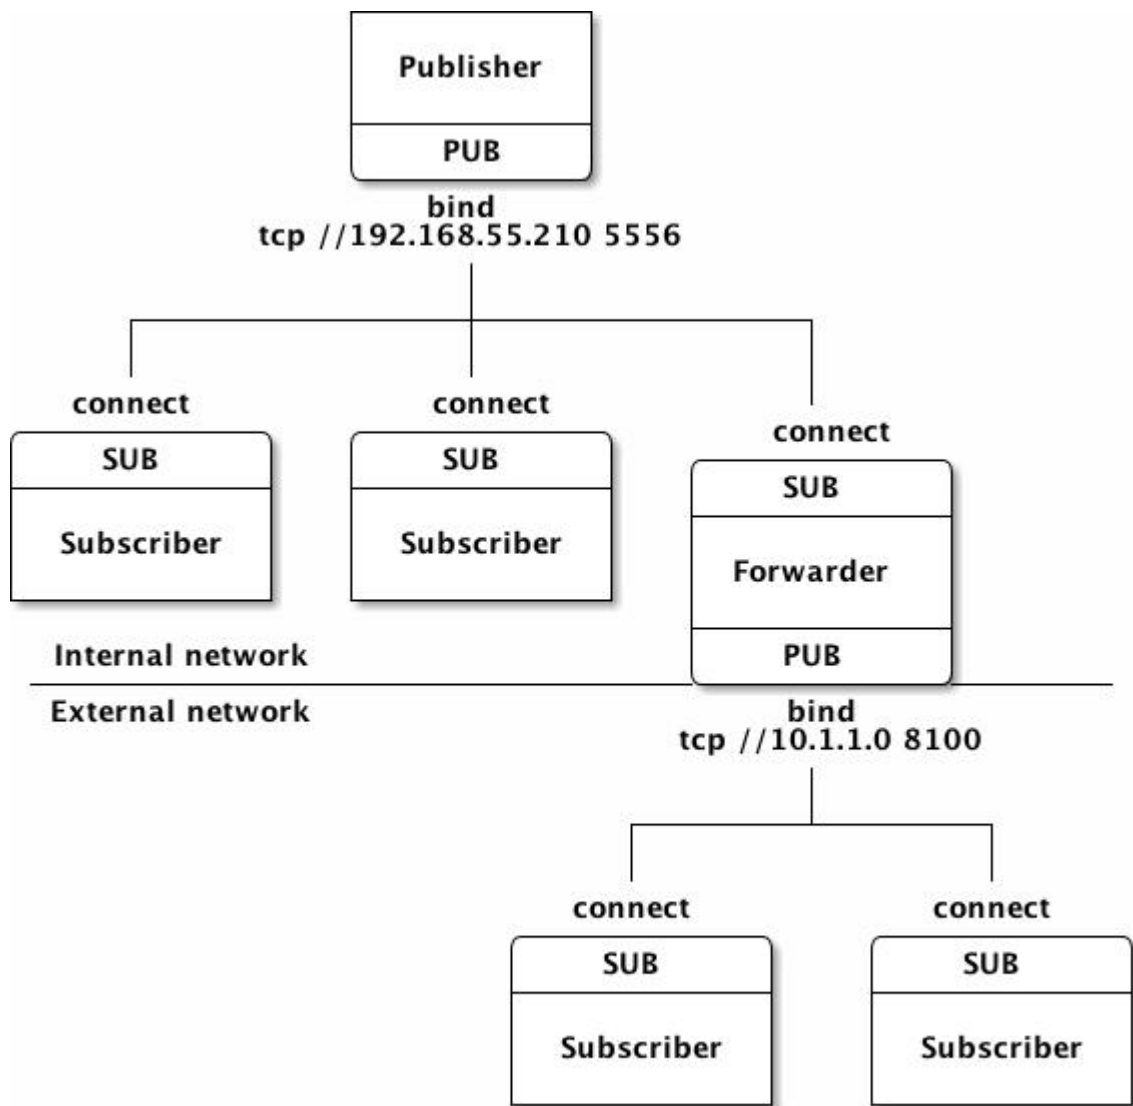 Publisher
PUB
bind
tcp //192.168.55.210 5556
connect connect connect
SUB SUB SUB
Subscriber Subscriber Forwarder
Internal network PUB
External network bind
tcp //10.1.1.0 8100
connect connect
SUB SUB
Subscriber Subscriber